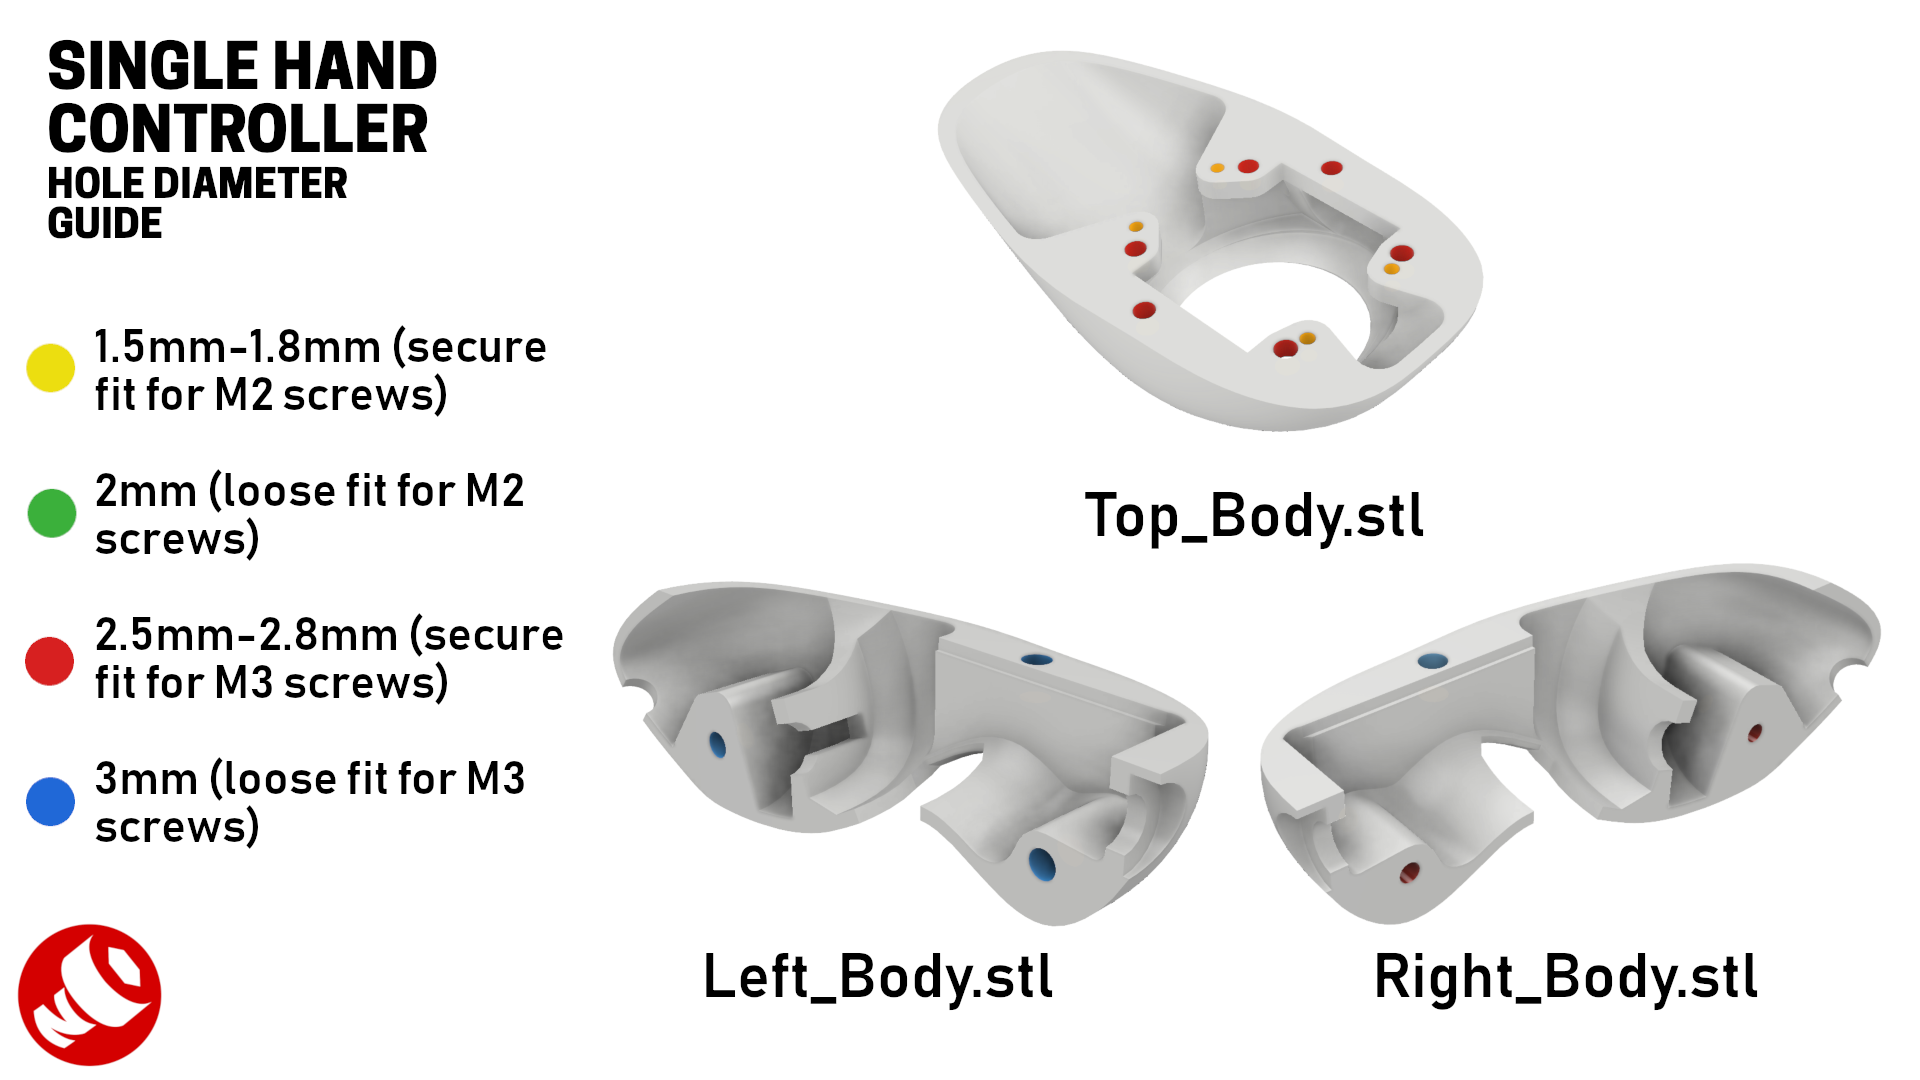 SINGLE HAND
CONTROLLER
HOLE DIAMETER
GUIDE
1.5mm-1.8mm (secure
fit for M2 screws)
2mm (loose fit for M2
screws)
2.5mm-2.8mm (secure
fit for M3 screws)
3mm (loose fit for M3
screws)
Top_Body.stl
Left_Body.stl
Right_Body.stl